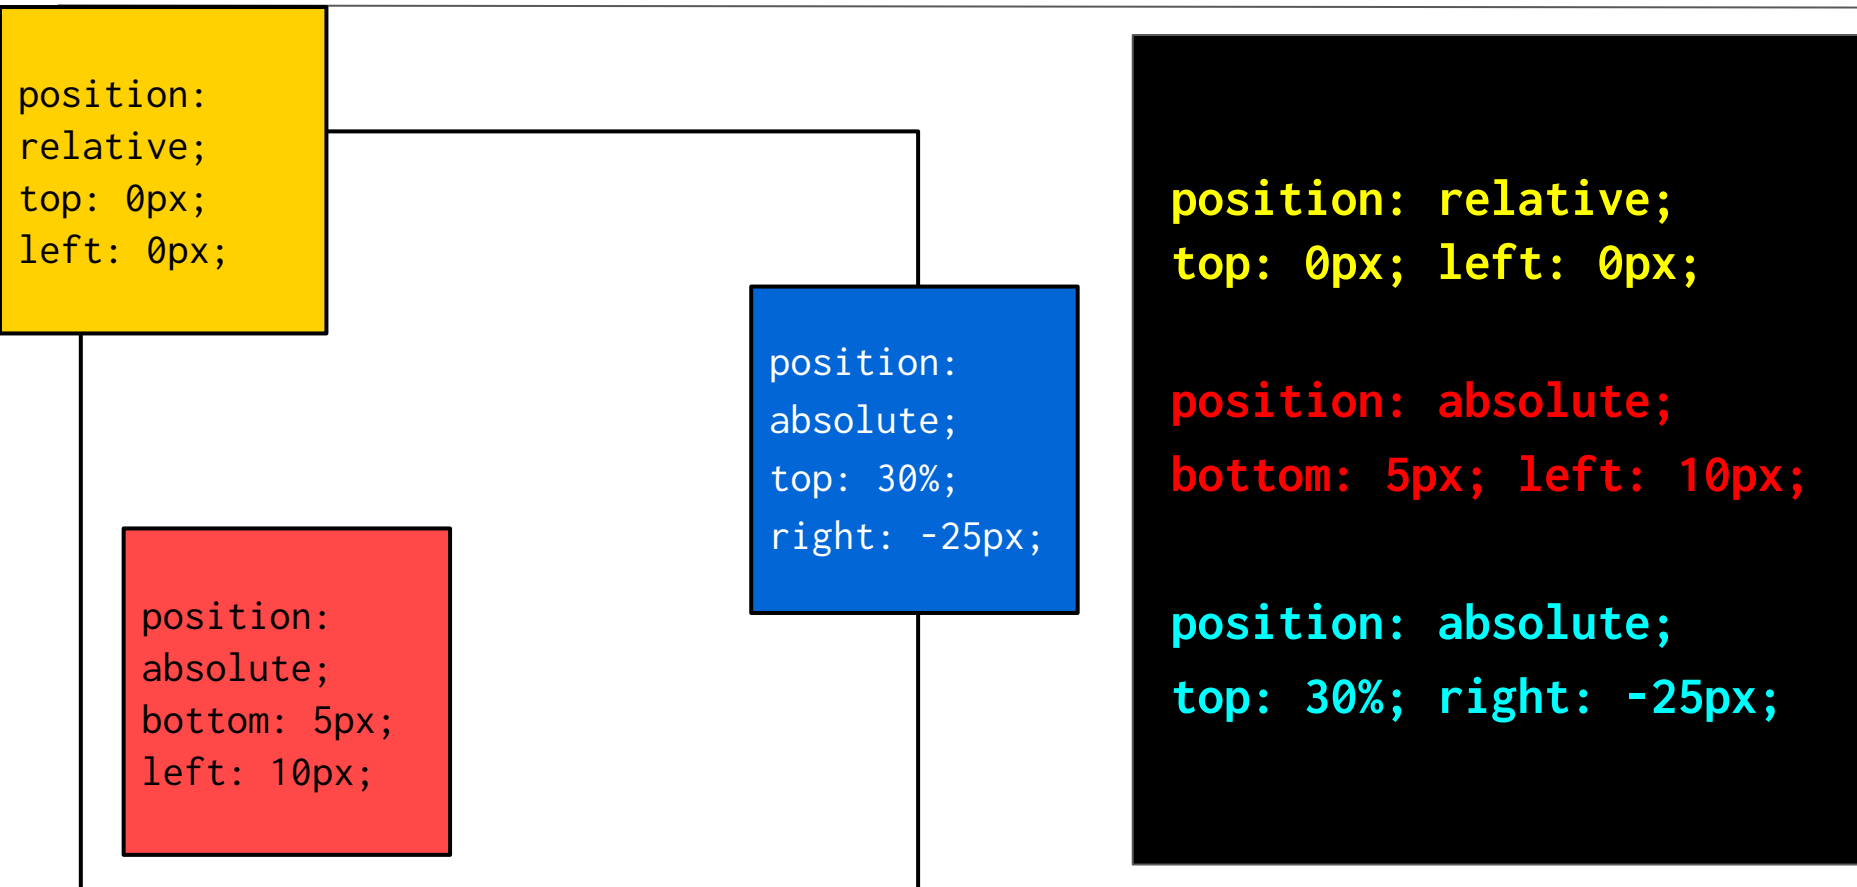 position:
relative;
top: 0px;
left: 0px;
position:
absolute;
top: 30%;
right: -25px;
position:
absolute;
bottom: 5px;
left: 10px;
position: relative;
top: 0px; left: 0px;
position: absolute;
bottom: 5px; left: 10px;
position: absolute;
top: 30%; right: -25px;